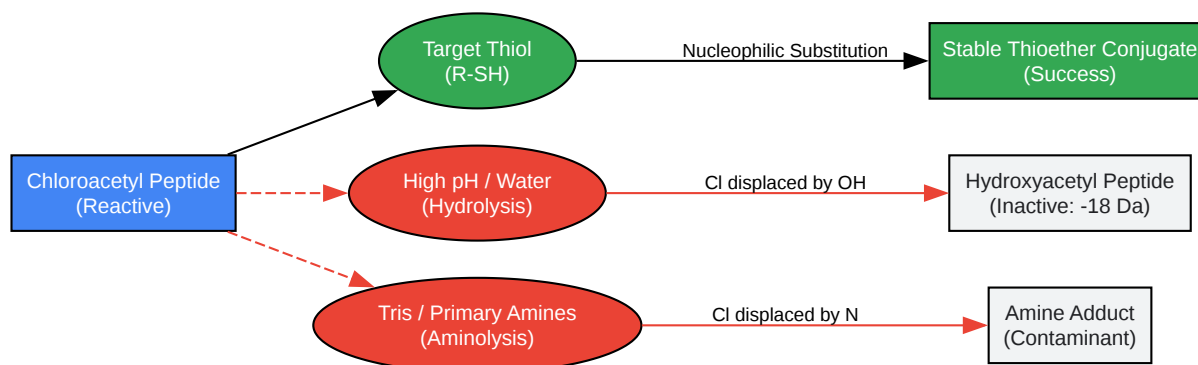 Target Thiol
(R-SH)
Nucleophilic Substitution
Stable Thioether Conjugate
(Success)
Chloroacetyl Peptide
(Reactive)
High pH / Water
(Hydrolysis)
Cl displaced by OH
Hydroxyacetyl Peptide
(Inactive: -18 Da)
Tris / Primary Amines
(Aminolysis)
Cl displaced by N
Amine Adduct
(Contaminant)